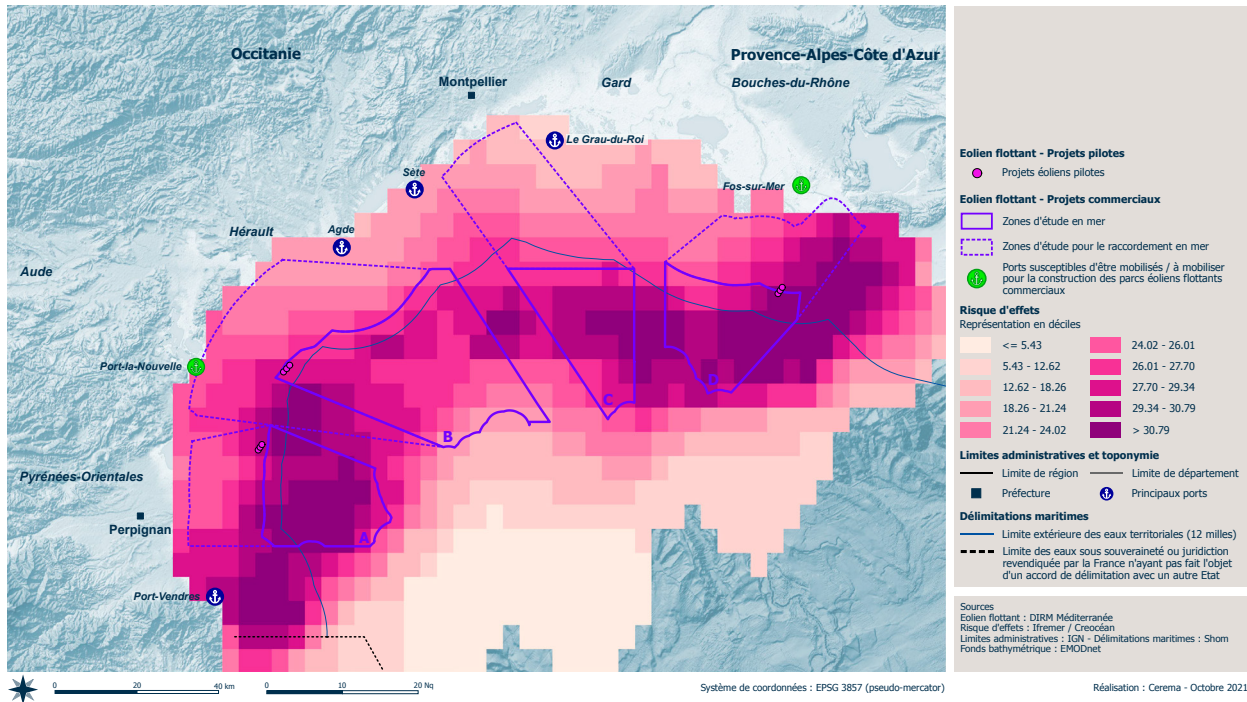 Occitanie
Provence-Alpes-Côte d'Azur
Montpellier
Gard
Bouches-du-Rhône
Le Grau-du-Roi
Sète
Fos-sur-Mer
Agde
Hérault
Aude
Port-la-Nouvelle
D
C
B
Pyrénées-Orientales
Perpignan
A
Port-Vendres
0 20 40 km
0 10 20 Nq
Système de coordonnées : EPSG 3857 (pseudo-mercator)
Eolien flottant - Projets pilotes
Projets éoliens pilotes
Eolien flottant - Projets commerciaux
Zones d'étude en mer
Zones d'étude pour le raccordement en mer
Ports susceptibles d'être mobilisés / à mobiliser
pour la construction des parcs éoliens flottants
commerciaux
Risque d'effets
Représentation en déciles
<= 5.43
5.43 - 12.62
12.62 - 18.26
18.26 - 21.24
21.24 - 24.02
24.02 - 26.01
26.01 - 27.70
27.70 - 29.34
29.34 - 30.79
> 30.79
Limites administratives et toponymie
Limite de région
Limite de département
Préfecture
Principaux ports
Délimitations maritimes
Limite extérieure des eaux territoriales (12 milles)
Limite des eaux sous souveraineté ou juridiction
revendiquée par la France n'ayant pas fait l'objet
d'un accord de délimitation avec un autre Etat
Sources
Eolien flottant : DIRM Méditerranée
Risque d'effets : Ifremer / Creocéan
Limites administratives : IGN - Délimitations maritimes : Shom
Fonds bathymétrique : EMODnet
Réalisation : Cerema - Octobre 2021